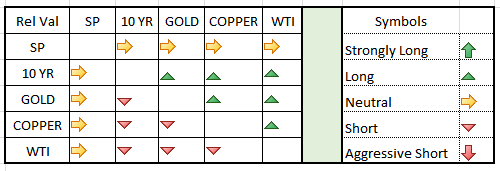 Rel Val SP 10 YR GOLD COPPER WTI Symbols
SP Strongly Long
10 YR Long
GOLD Neutral
COPPER Short
WTI Aggressive Short